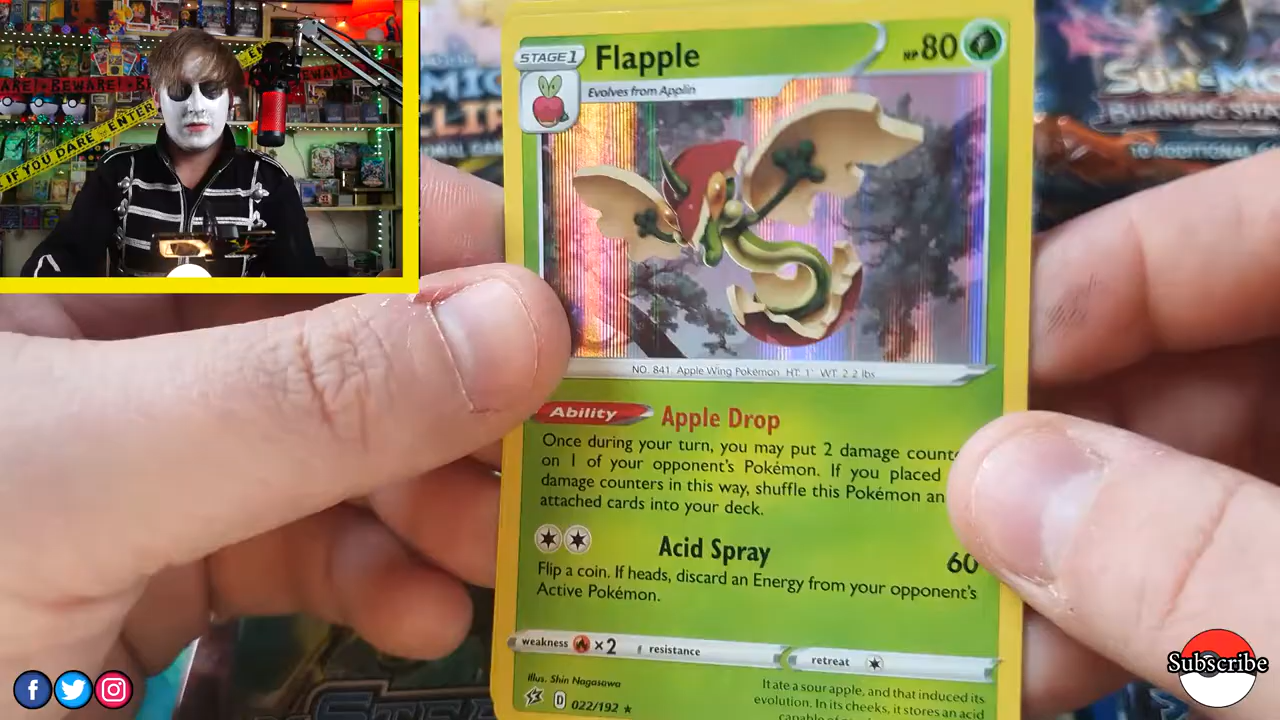 BEWARE!
BEWARE
ENTER
IF YOU DARE ENTER
STAGE 1
Flapple
HP 80
Evolves from Applin
NO. 841 Apple Wing Pokémon HT: 1' WT: 2.2 lbs
Ability Apple Drop
Once during your turn, you may put 2 damage
on 1 of your opponent's Pokémon. If you placed
damage counters in this way, shuffle this Pokémon
attached cards into your deck.
Acid Spray 60
Flip a coin. If heads, discard an Energy from your opponent's
Active Pokémon.
weakness ×2 resistance retreat
Illus. Shin Nagasawa
D 022/192 ★
It ate a sour apple, and that induced its
evolution. In its cheeks, it stores an acid
capable of
SUN & MO
BURNING SHA
10 ADDITIONAL
Subscribe